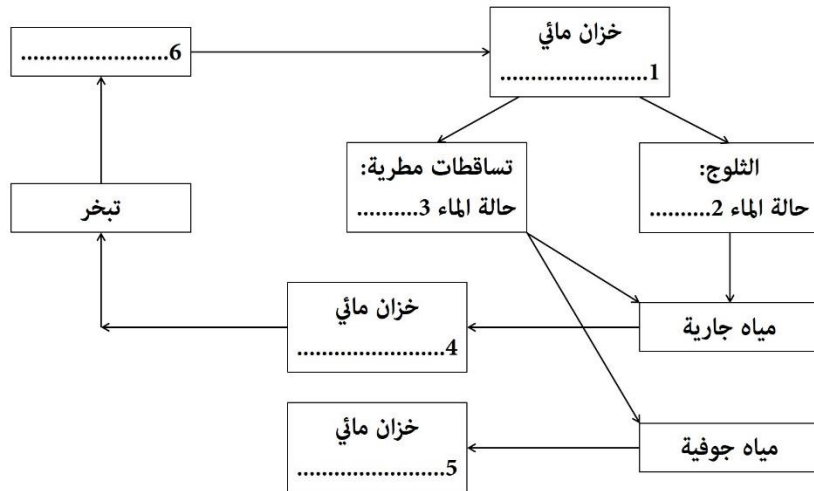 خزان مائي
1........................
6........................
تساقطات مطرية:
حالة الماء 3..........
الثلوج:
حالة الماء 2..........
تبخر
خزان مائي
4........................
مياه جارية
خزان مائي
5........................
مياه جوفية